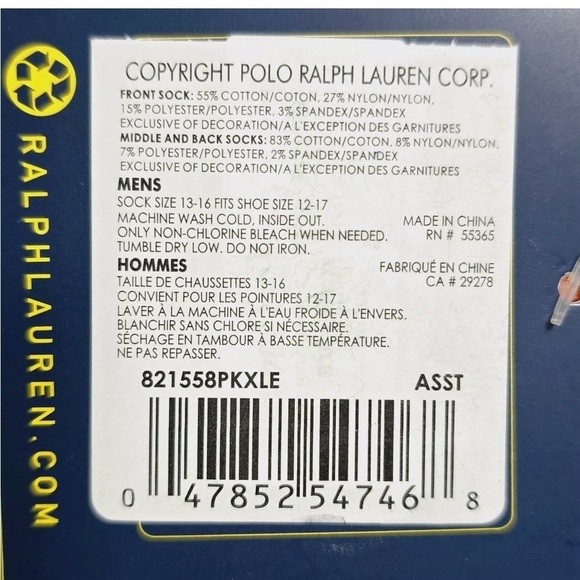 COPYRIGHT POLO RALPH LAUREN CORP.
FRONT SOCK: 55% COTTON/COTON, 27% NYLON/NYLON,
15% POLYESTER/POLYESTER, 3% SPANDEX/SPANDEX
EXCLUSIVE OF DECORATION/A L'EXCEPTION DES GARNITURES
MIDDLE AND BACK SOCKS: 83% COTTON/COTON, 8% NYLON/NYLON,
7% POLYESTER/POLYESTER, 2% SPANDEX/SPANDEX
EXCLUSIVE OF DECORATION/A L'EXCEPTION DES GARNITURES
MENS
SOCK SIZE 13-16 FITS SHOE SIZE 12-17
MACHINE WASH COLD, INSIDE OUT. MADE IN CHINA
ONLY NON-CHLORINE BLEACH WHEN NEEDED. RN # 55365
TUMBLE DRY LOW. DO NOT IRON.
HOMMES FABRIQUÉ EN CHINE
TAILLE DE CHAUSSETTES 13-16 CA # 29278
CONVIENT POUR LES POINTURES 12-17
LAVER À LA MACHINE À L'EAU FROIDE À L'ENVERS.
BLANCHIR SANS CHLORE SI NÉCESSAIRE.
SÉCHAGE EN TAMBOUR À BASSE TEMPÉRATURE.
NE PAS REPASSER.
821558PKXLE ASST
0 47852 54746 8
RALPHLAUREN.COM